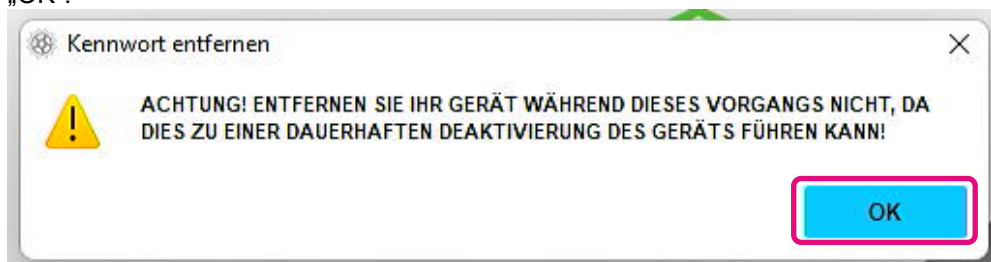 „OK“.
Kennwort entfernen
ACHTUNG! ENTFERNEN SIE IHR GERÄT WÄHREND DIESES VORGANGS NICHT, DA
DIES ZU EINER DAUERHAFTEN DEAKTIVIERUNG DES GERÄTS FÜHREN KANN!
OK